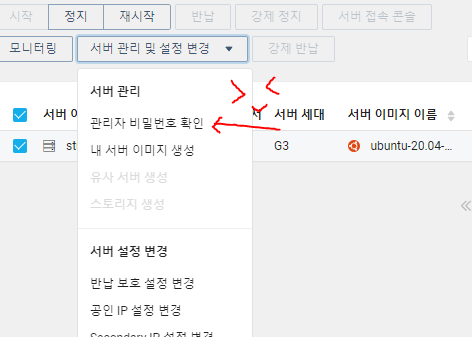 시작 정지 재시작 반납 강제 정지 서버 접속 콘솔
모니터링 서버 관리 및 설정 변경 강제 반납
서버 관리
서버 세대 서버 이미지 이름
관리자 비밀번호 확인
G3 ubuntu-20.04-...
내 서버 이미지 생성
유사 서버 생성
스토리지 생성
서버 설정 변경
반납 보호 설정 변경
공인 IP 설정 변경
Secondary IP 설정 변경